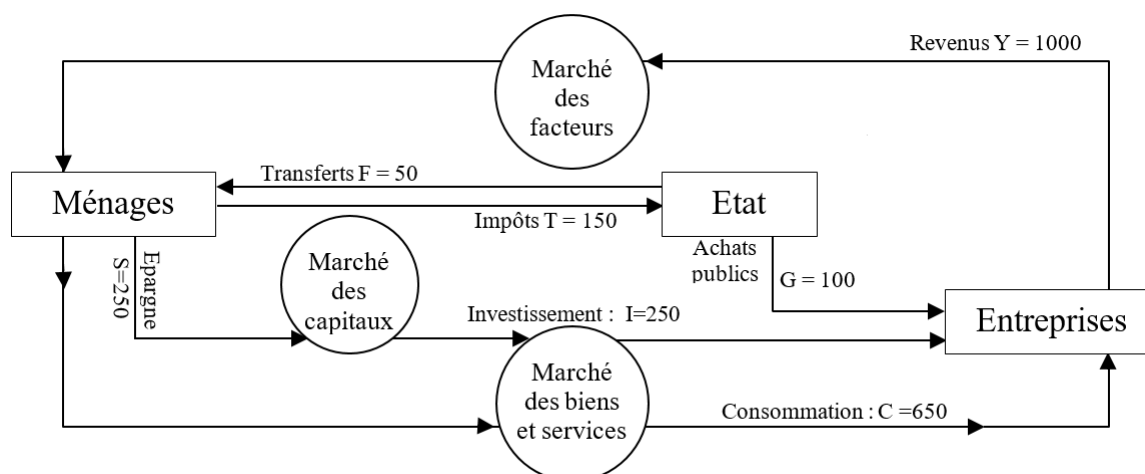 Revenus Y = 1000
Marché
des
facteurs
Transferts F = 50
Ménages
Etat
Impôts T = 150
Achats
publics
G = 100
Epargne
S=250
Marché
des
capitaux
Investissement : I=250
Entreprises
Marché
des biens
et services
Consommation : C =650